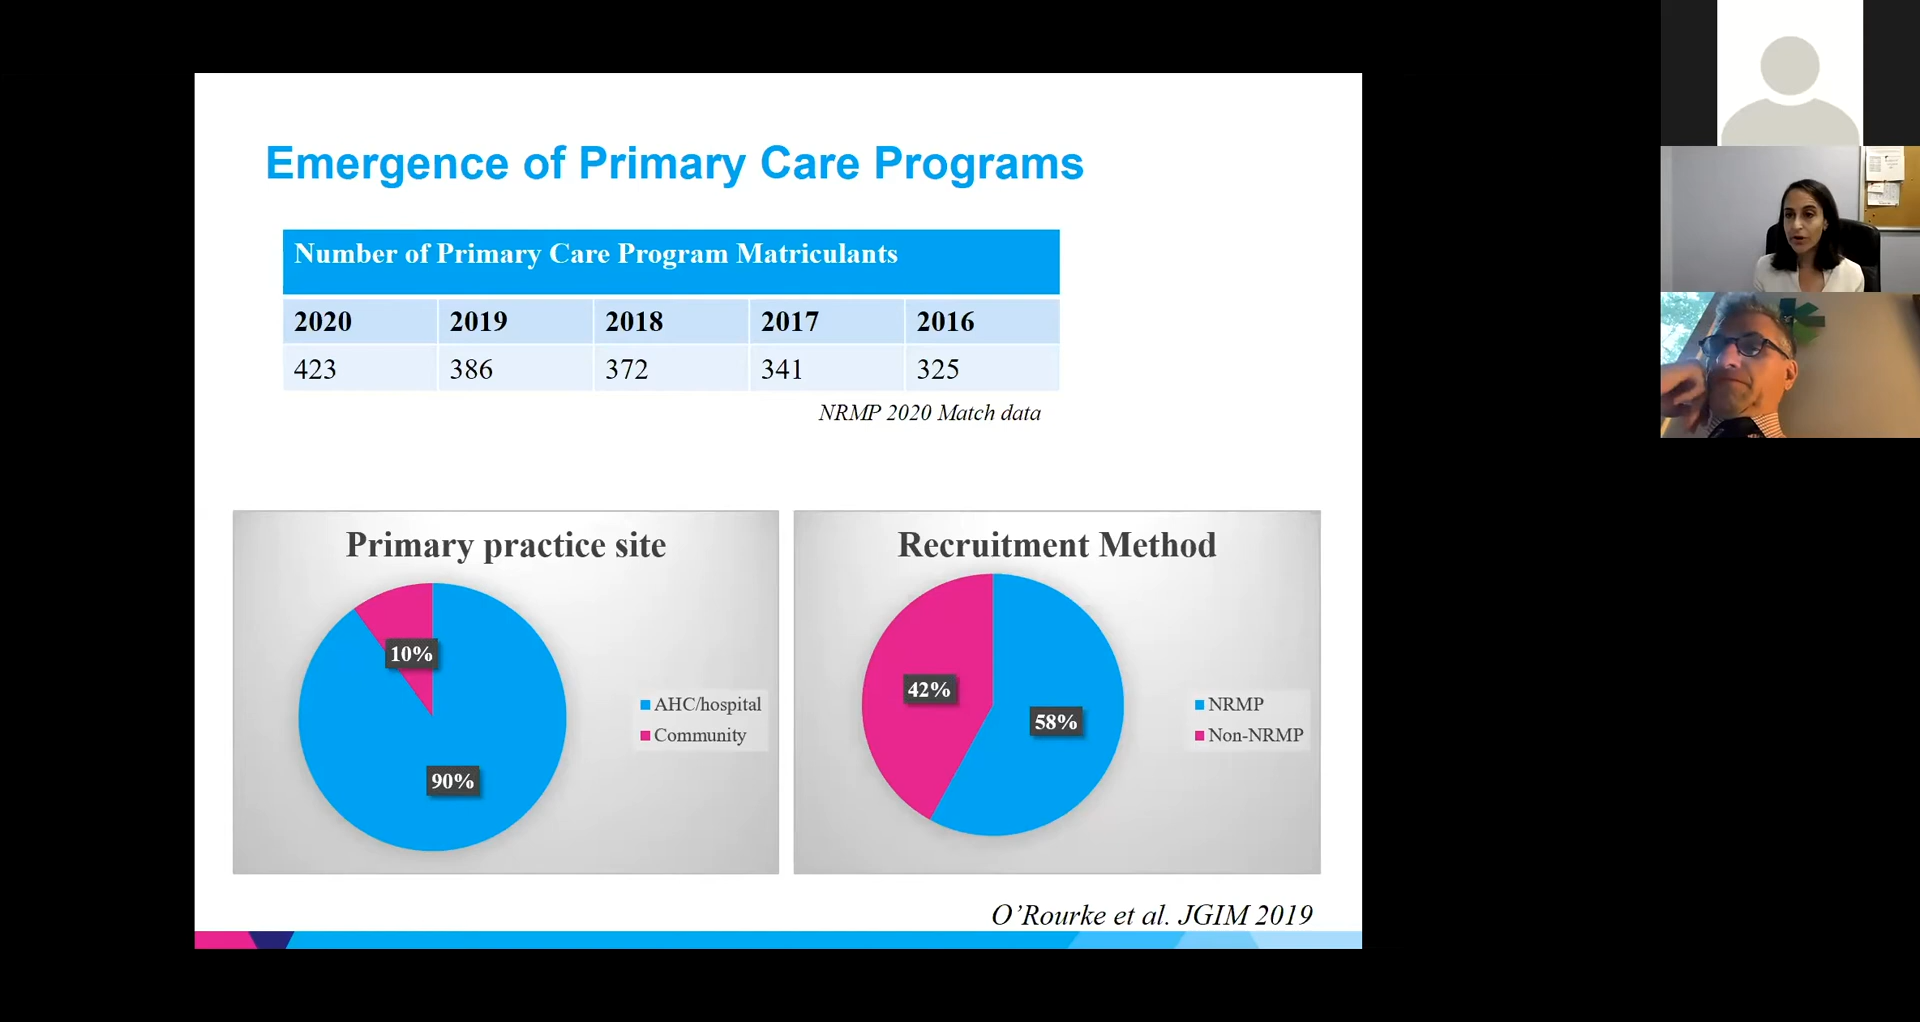 Emergence of Primary Care Programs
Number of Primary Care Program Matriculants
2020 2019 2018 2017 2016
423 386 372 341 325
NRMP 2020 Match data
Primary practice site
10%
90%
AHC/hospital
Community
Recruitment Method
42%
58%
NRMP
Non-NRMP
O’Rourke et al. JGIM 2019